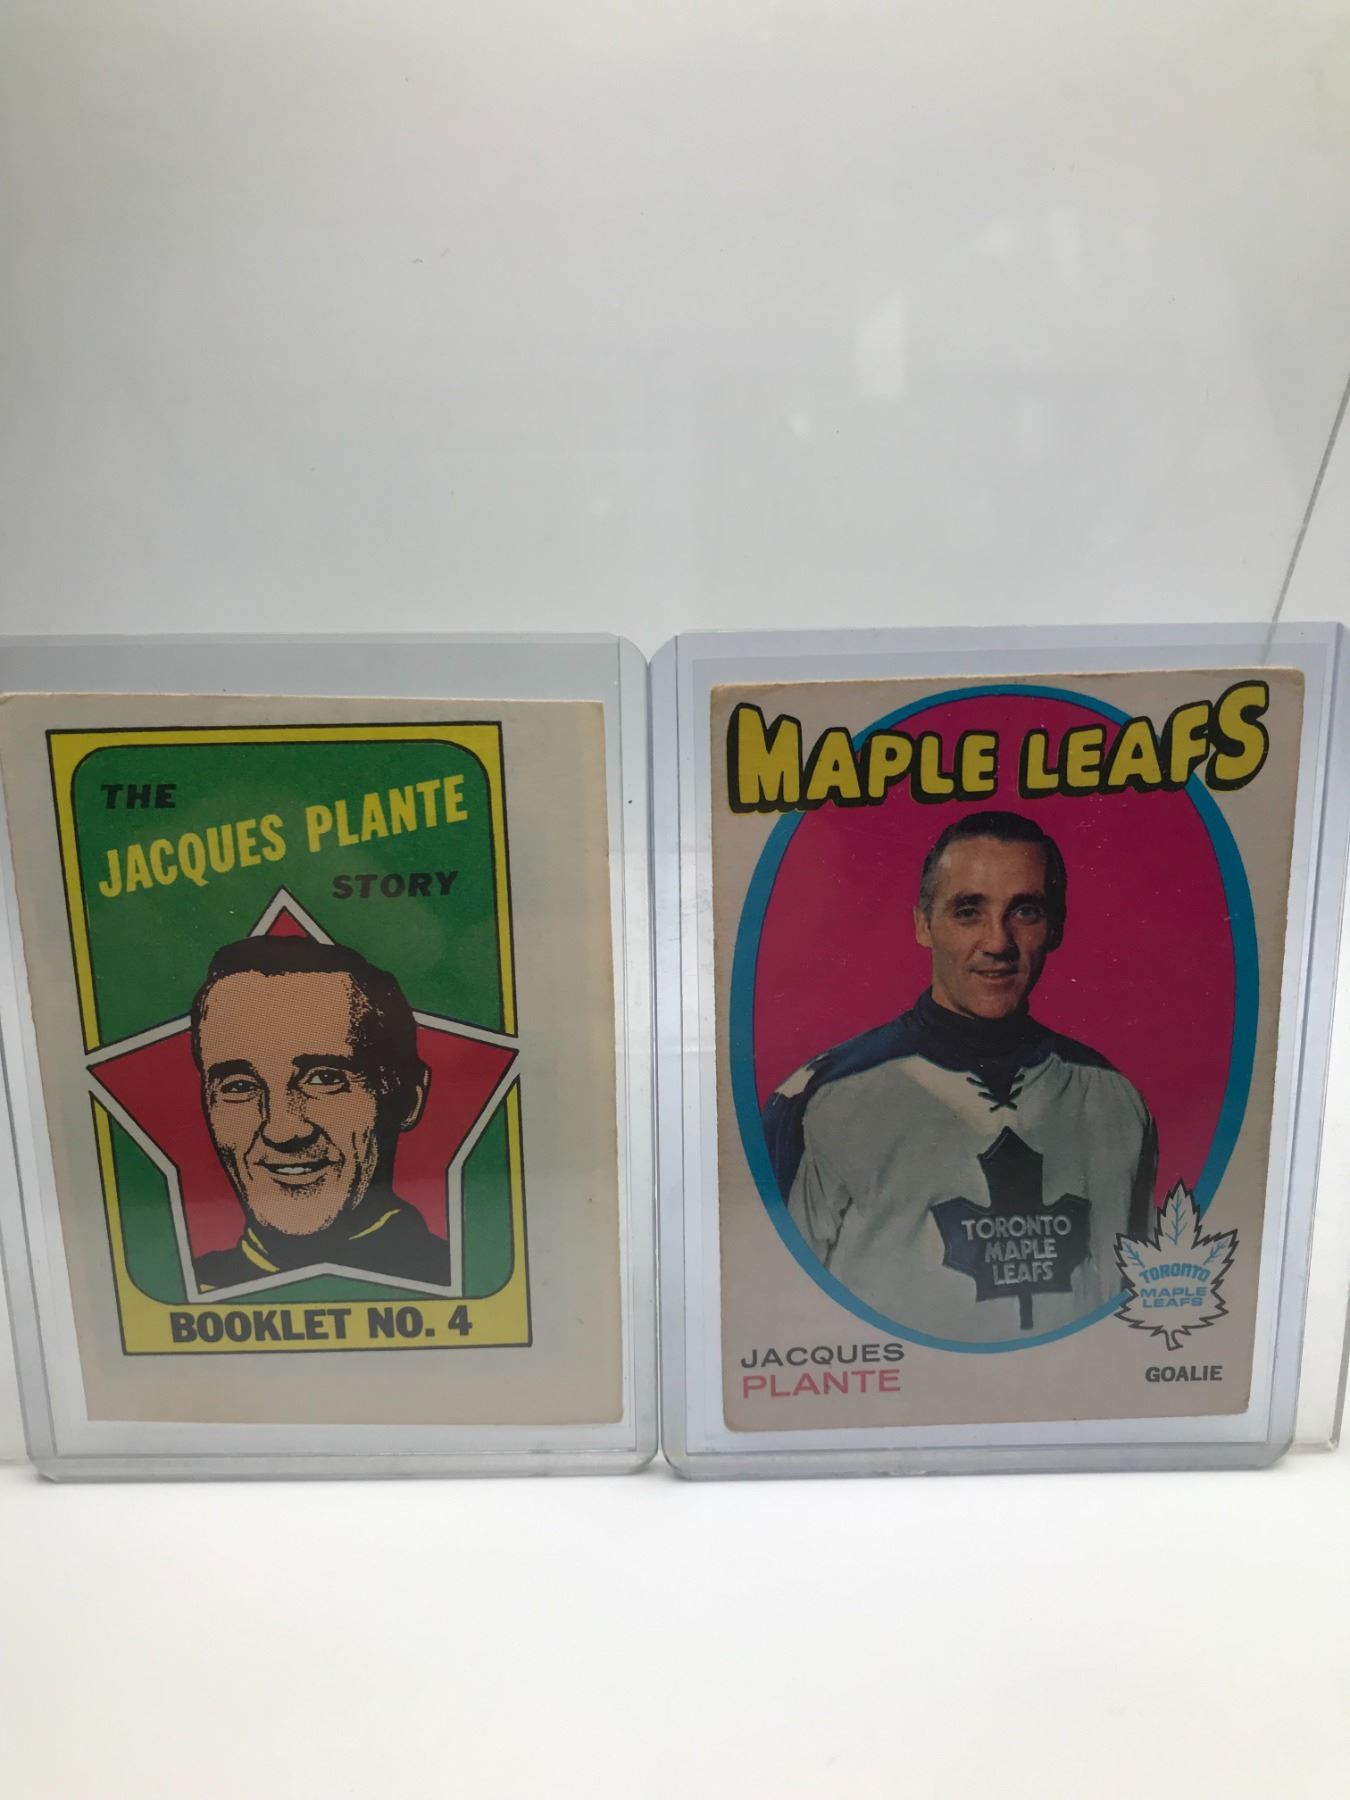 THE
JACQUES PLANTE
STORY
BOOKLET NO. 4
MAPLE LEAFS
TORONTO
MAPLE
LEAFS
TORONTO
MAPLE
LEAFS
JACQUES
PLANTE
GOALIE